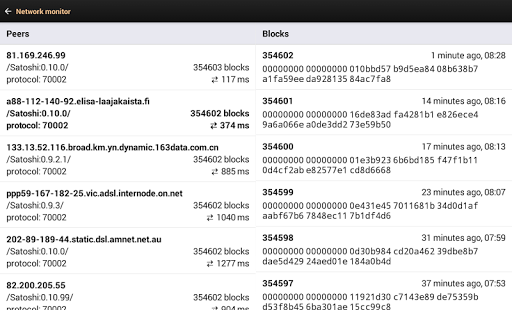 Network monitor
Peers
81.169.246.99
/Satoshi:0.10.0/ 354603 blocks
protocol: 70002 ⇄ 117 ms
a88-112-140-92.elisa-laajakaista.fi
/Satoshi:0.10.0/ 354602 blocks
protocol: 70002 ⇄ 374 ms
133.13.52.116.broad.km.yn.dynamic.163data.com.cn
/Satoshi:0.9.2.1/ 354602 blocks
protocol: 70002 ⇄ 885 ms
ppp59-167-182-25.vic.adsl.internode.on.net
/Satoshi:0.9.3/ 354602 blocks
protocol: 70002 ⇄ 1040 ms
202-89-189-44.static.dsl.amnet.net.au
/Satoshi:0.10.0/ 354602 blocks
protocol: 70002 ⇄ 1277 ms
82.200.205.55
/Satoshi:0.10.99/ 354602 blocks
protocol: 70002 ⇄ 904 ms
Blocks
354602 1 minute ago, 08:28
00000000 00000000 010bbd57 b9d5ea84 08b638b7
a1fa59ee da928135 84ac7fa8
354601 14 minutes ago, 08:16
00000000 00000000 16de83ad fa4281b1 e826ece4
9a6a066e a0de3dd2 73e59b50
354600 17 minutes ago, 08:13
00000000 00000000 01e3b923 6b6bd185 f47f1b11
0d4cf2ab e82577e1 cd8d6668
354599 23 minutes ago, 08:07
00000000 00000000 0e431e45 7011681b 34d0d1af
aabf67b6 7848ec11 7b1df4d6
354598 31 minutes ago, 07:59
00000000 00000000 0d30b984 cd20a462 39dbe8b7
dae5d429 24aed01e 184a0b4d
354597 37 minutes ago, 07:53
00000000 00000000 11921d30 c7143e89 de75359b
d53f8b45 6ba301ae 15cc99c8